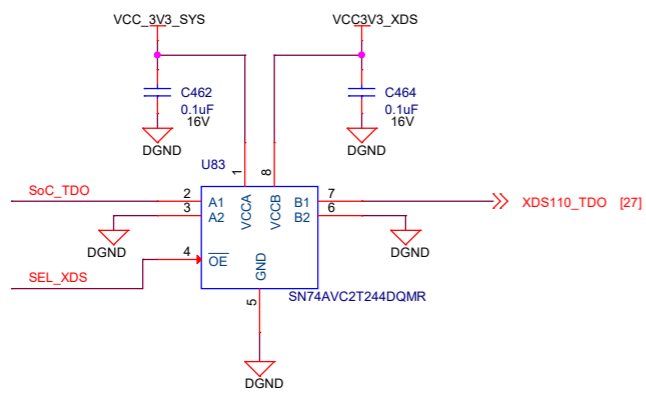 VCC_3V3_SYS
VCC3V3_XDS
C462
0.1uF
16V
C464
0.1uF
16V
DGND
DGND
U83
1
8
SoC_TDO
2
A1
VCCA
VCCB
B1
7
XDS110_TDO [27]
3
A2
B2
6
DGND
DGND
4
OE
GND
SEL_XDS
5
SN74AVC2T244DQMR
DGND